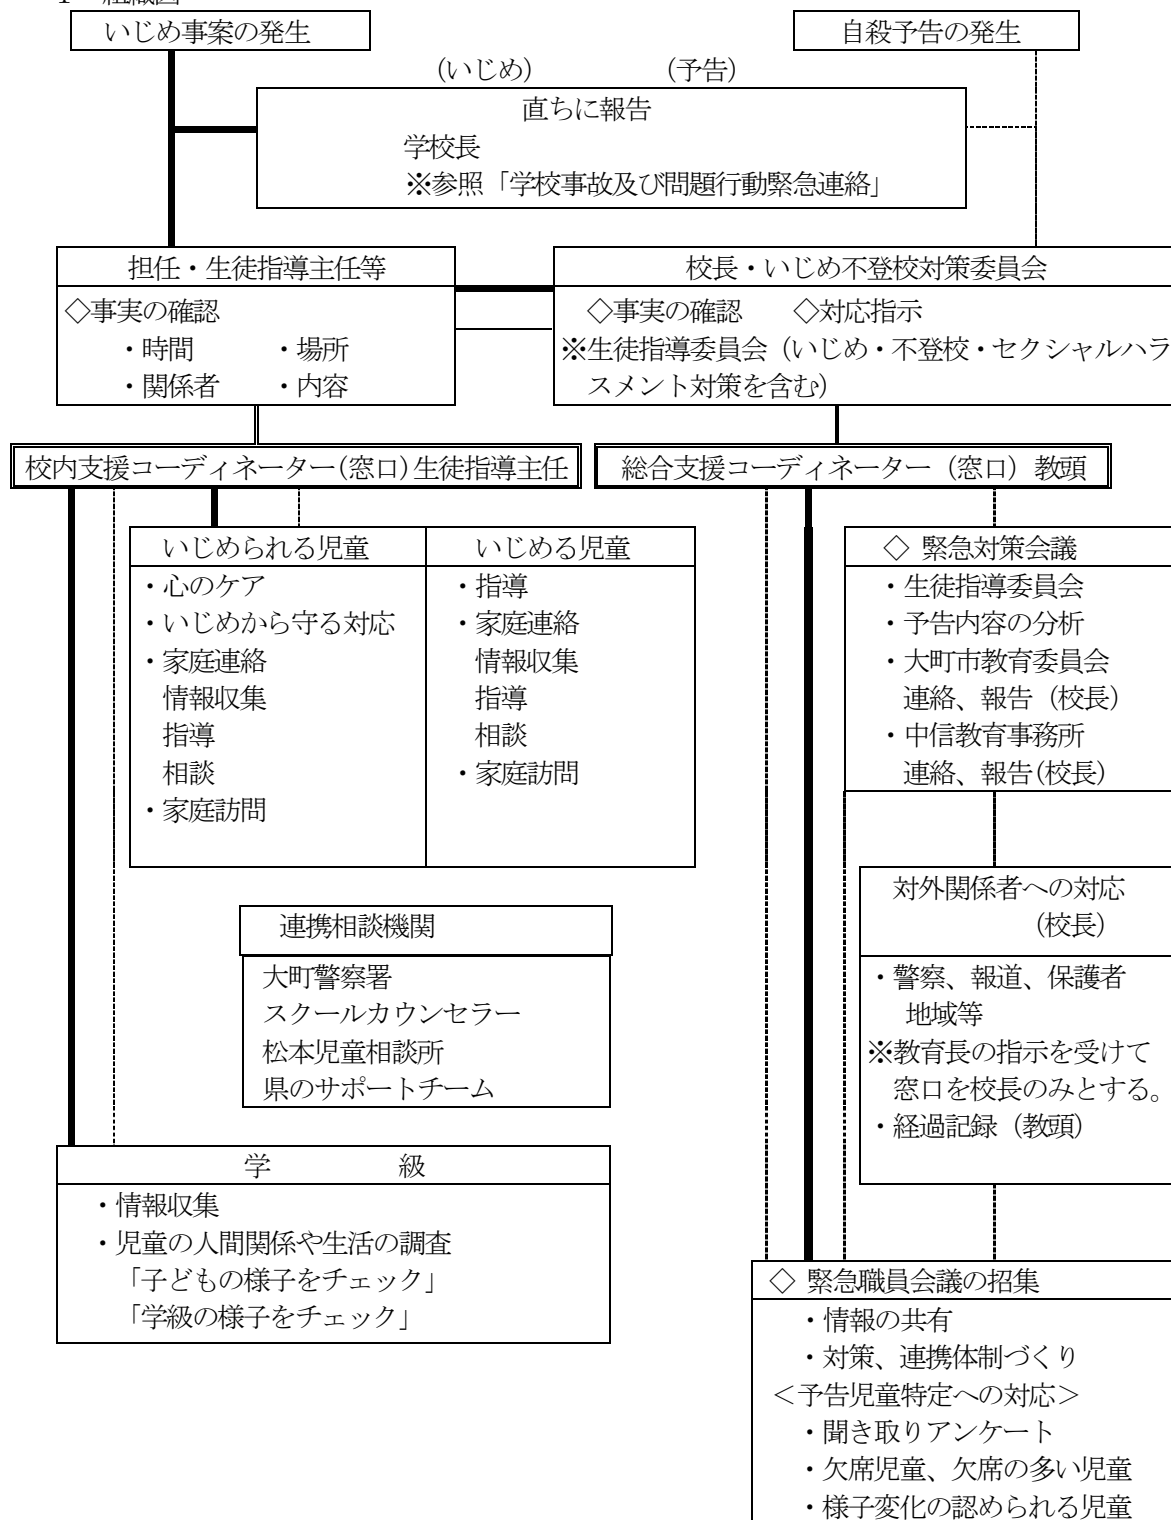 いじめ事案の発生
自殺予告の発生
(いじめ) (予告)
直ちに報告
学校長
※参照「学校事故及び問題行動緊急連絡」
担任・生徒指導主任等
◇事実の確認
・時間 ・場所
・関係者 ・内容
校長・いじめ不登校対策委員会
◇事実の確認 ◇対応指示
※生徒指導委員会(いじめ・不登校・セクシャルハラ
スメント対策を含む)
校内支援コーディネーター(窓口)生徒指導主任
総合支援コーディネーター(窓口)教頭
いじめられる児童
・心のケア
・いじめから守る対応
・家庭連絡
情報収集
指導
相談
・家庭訪問
いじめる児童
・指導
・家庭連絡
情報収集
指導
相談
・家庭訪問
◇ 緊急対策会議
・生徒指導委員会
・予告内容の分析
・大町市教育委員会
連絡、報告(校長)
・中信教育事務所
連絡、報告(校長)
対外関係者への対応
(校長)
・警察、報道、保護者
地域等
※教育長の指示を受けて
窓口を校長のみとする。
・経過記録(教頭)
連携相談機関
大町警察署
スクールカウンセラー
松本児童相談所
県のサポートチーム
学 級
・情報収集
・児童の人間関係や生活の調査
「子どもの様子をチェック」
「学級の様子をチェック」
◇ 緊急職員会議の招集
・情報の共有
・対策、連携体制づくり
<予告児童特定への対応>
・聞き取りアンケート
・欠席児童、欠席の多い児童
・様子変化の認められる児童